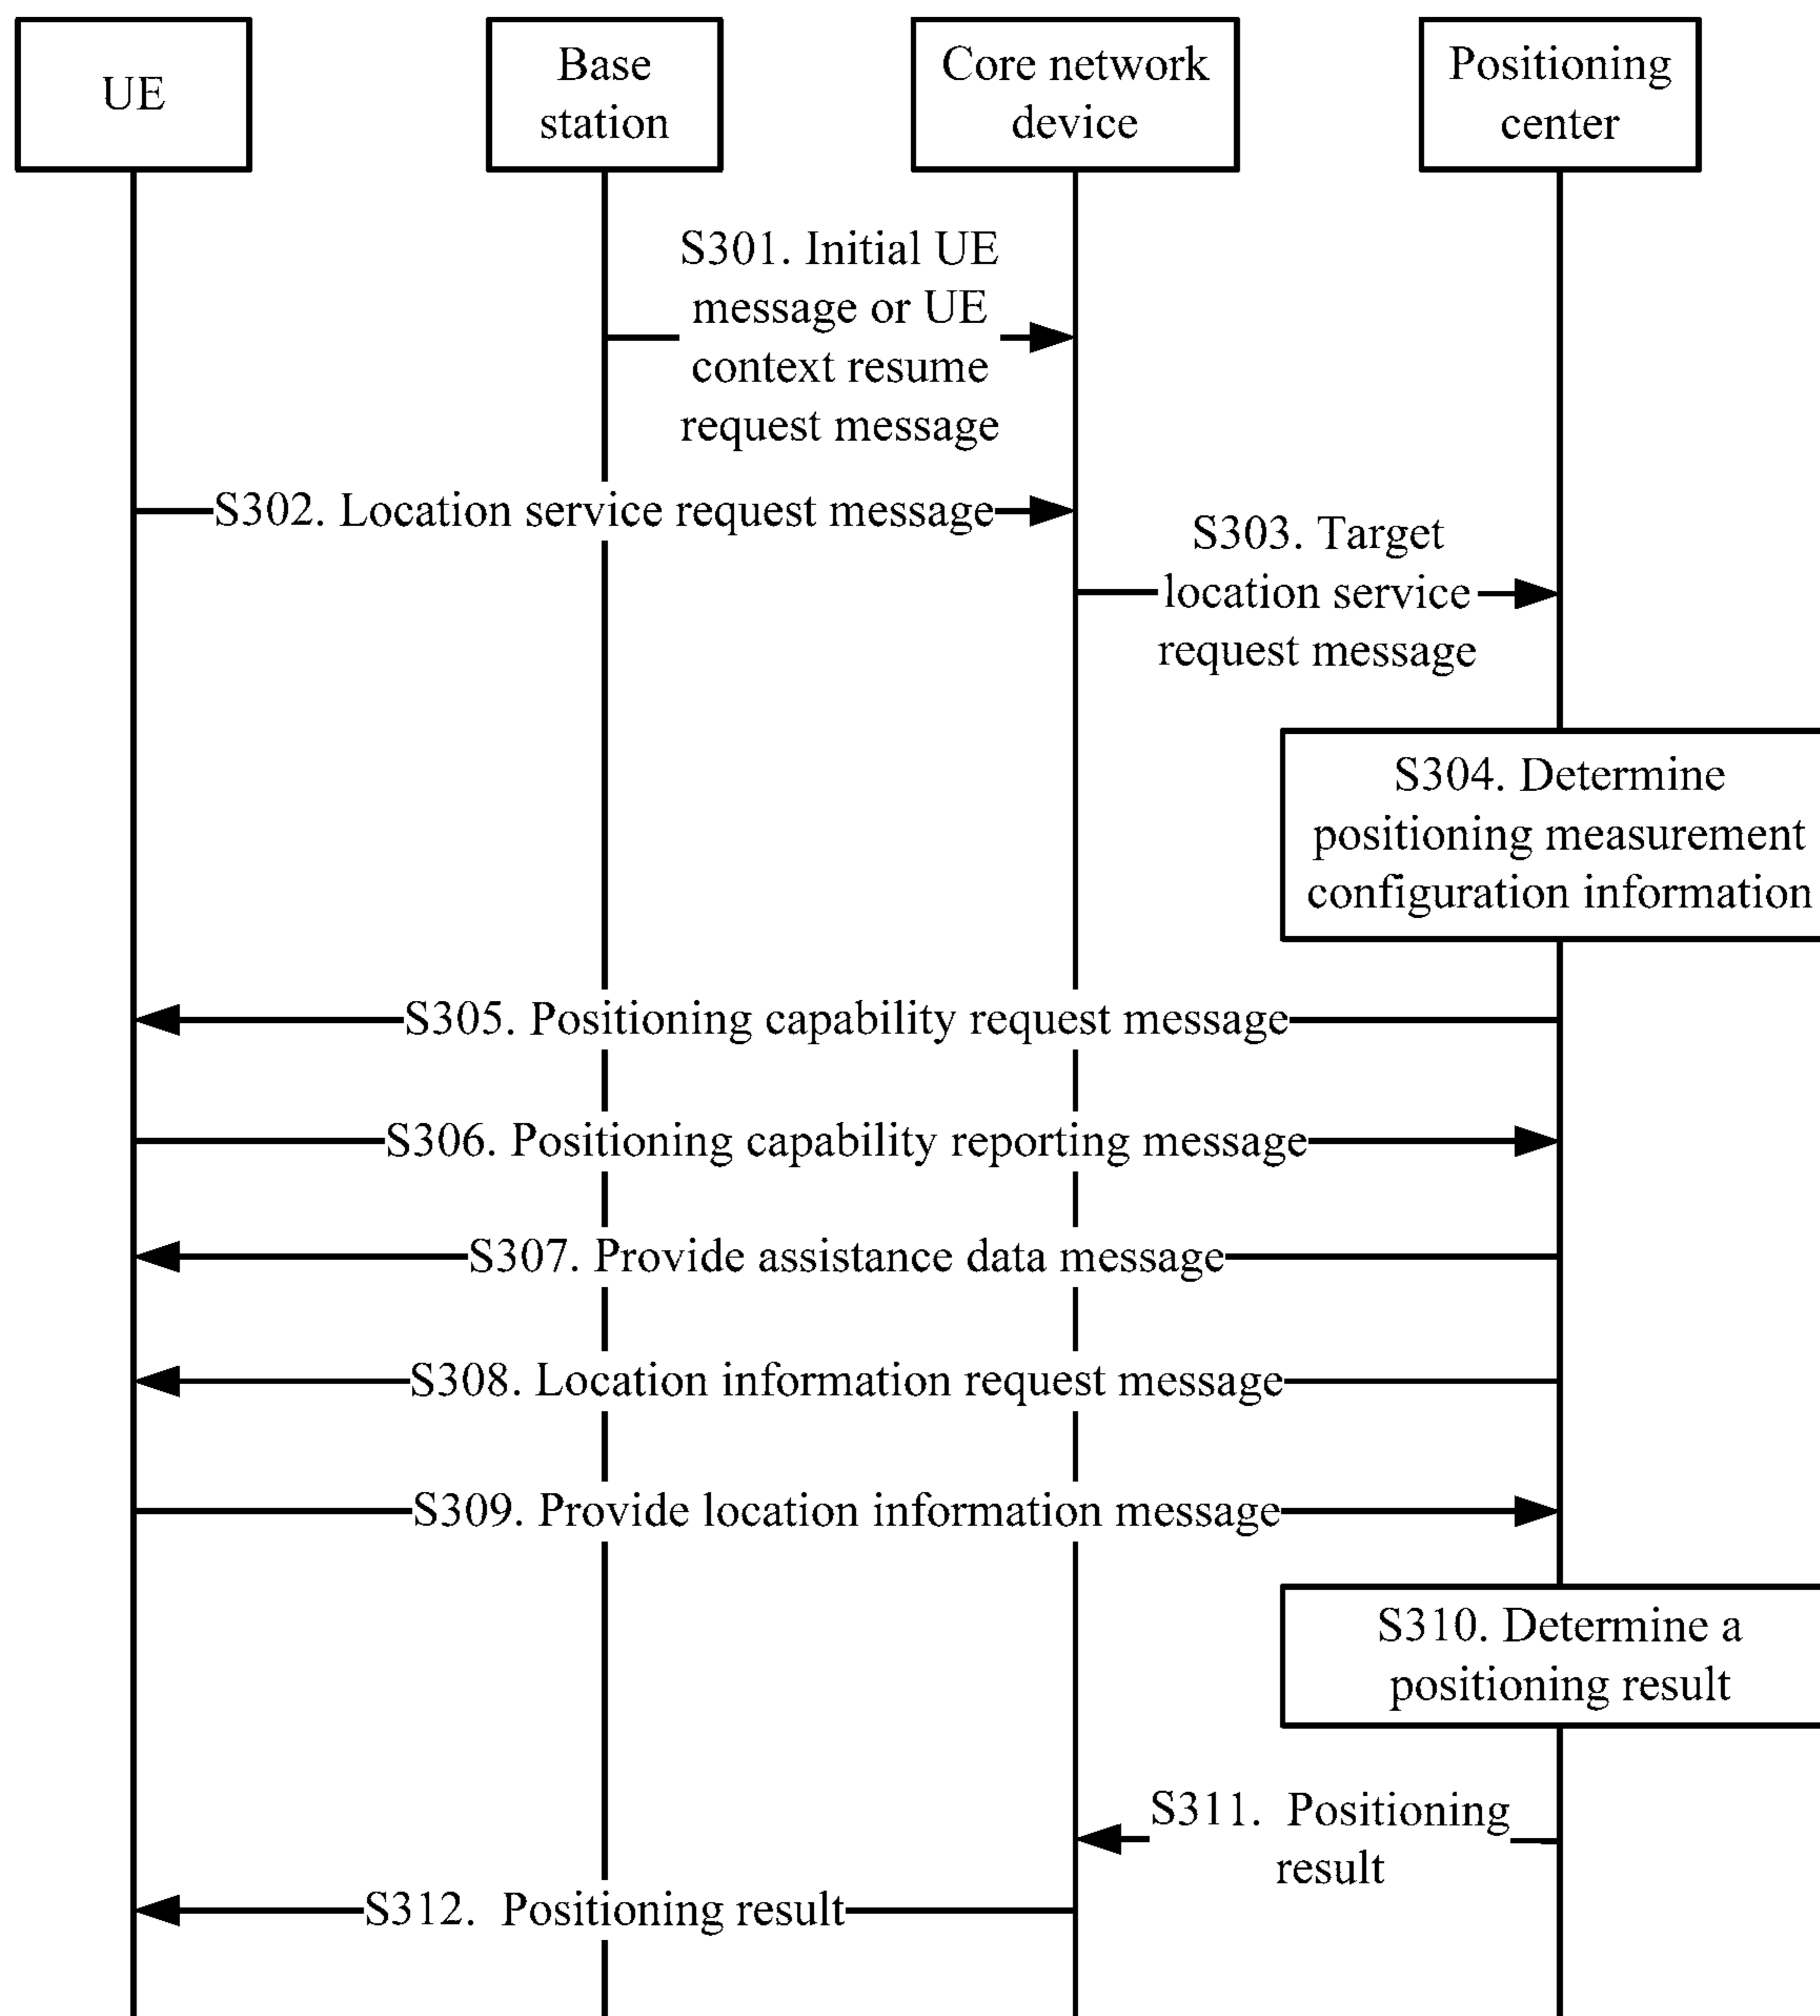 UE
Base
station
Core network
device
Positioning
center
S301. Initial UE
message or UE
context resume
request message
S302. Location service request message
S303. Target
location service
request message
S304. Determine
positioning measurement
configuration information
S305. Positioning capability request message
S306. Positioning capability reporting message
S307. Provide assistance data message
S308. Location information request message
S309. Provide location information message
S310. Determine a
positioning result
S311. Positioning
result
S312. Positioning result